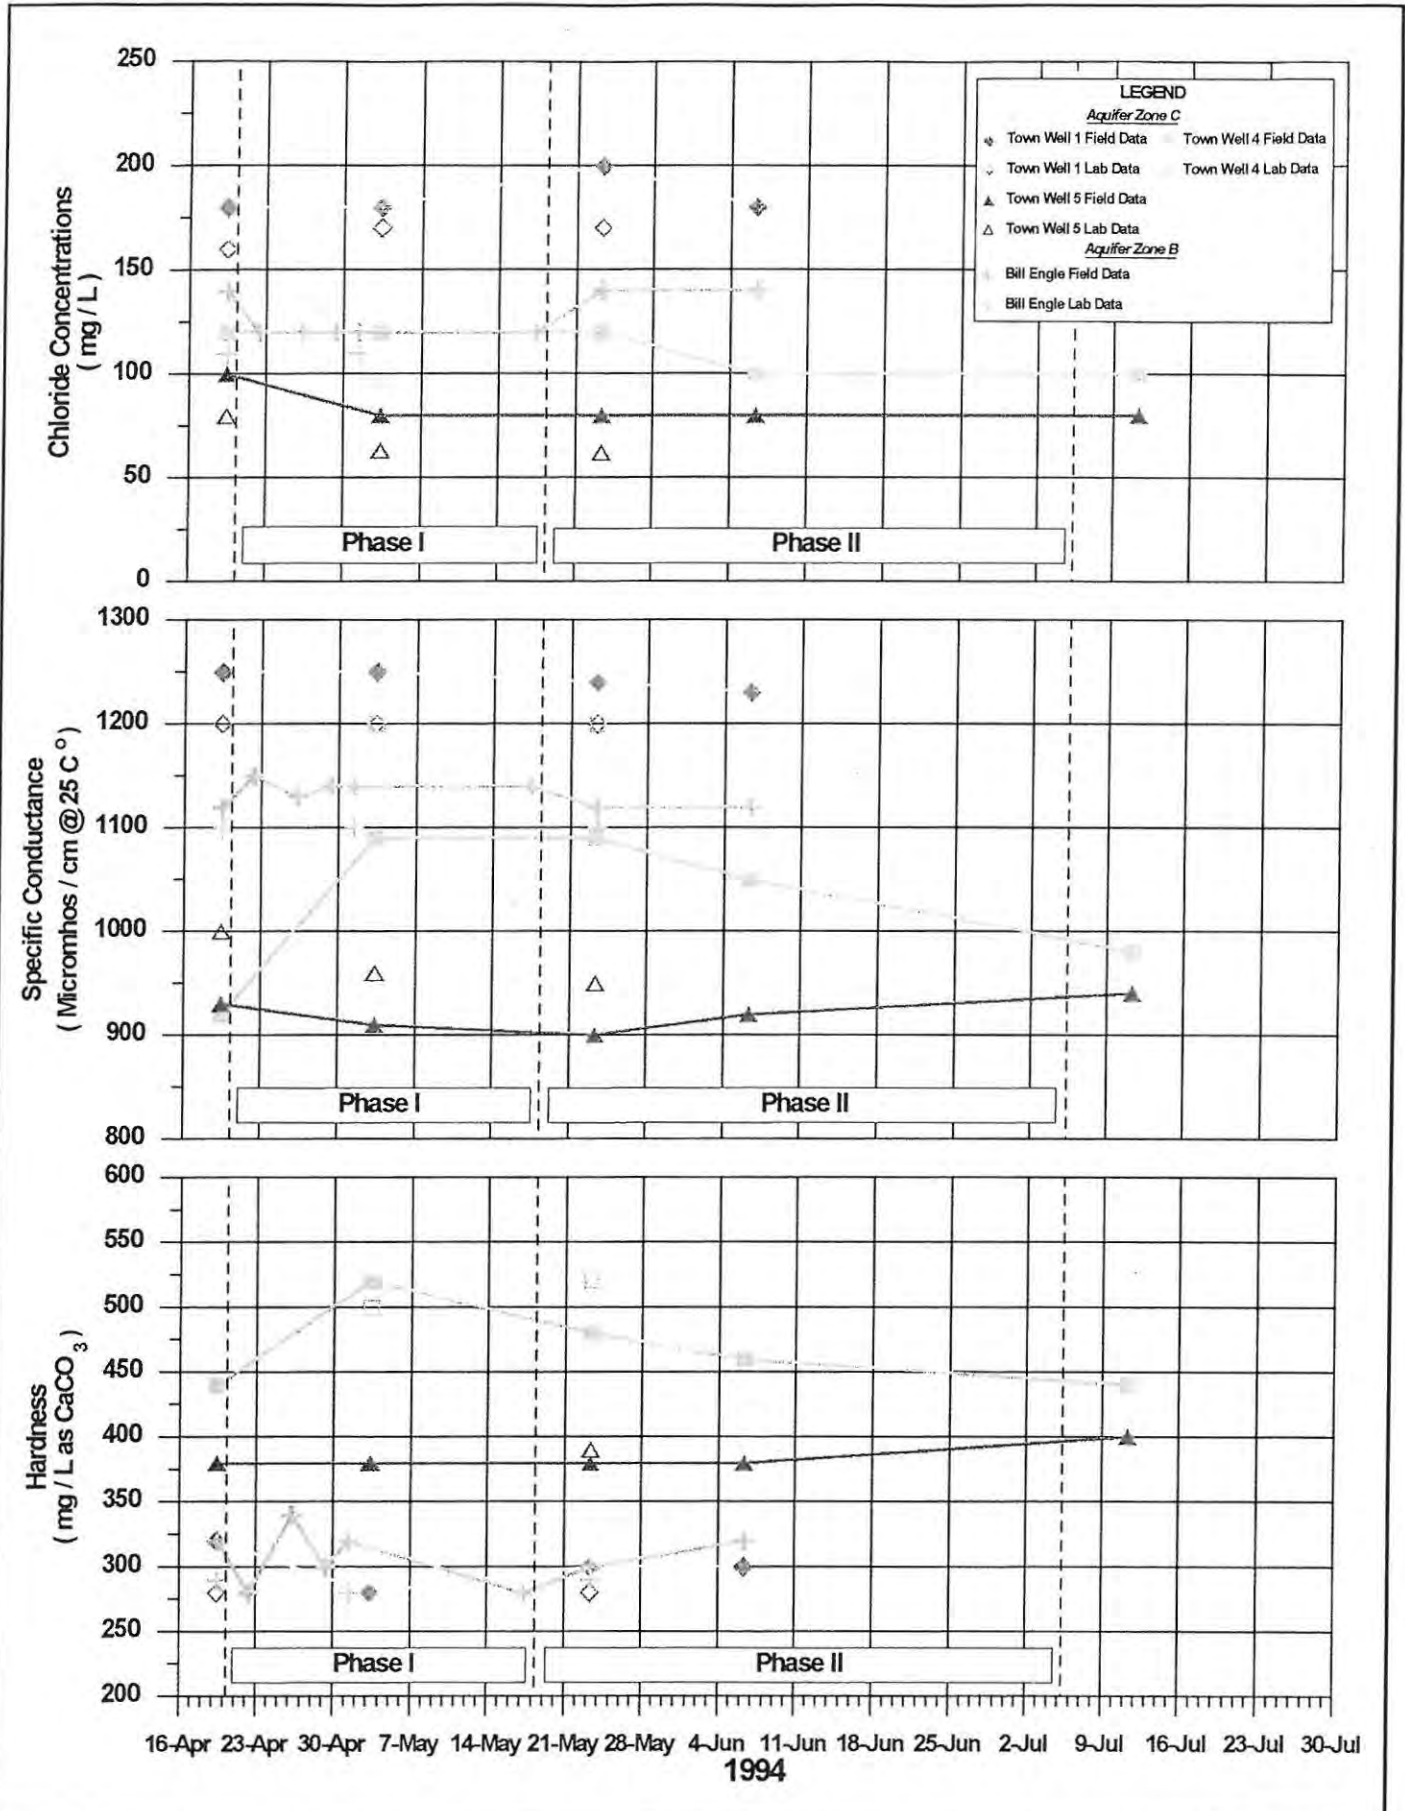 250
200
150
100
50
0
Chloride Concentrations
( mg / L )
LEGEND
Aquifer Zone C
Town Well 1 Field Data
Town Well 4 Field Data
Town Well 1 Lab Data
Town Well 4 Lab Data
Town Well 5 Field Data
Town Well 5 Lab Data
Aquifer Zone B
Bill Engle Field Data
Bill Engle Lab Data
Phase I
Phase II
1300
1200
1100
1000
900
800
Specific Conductance
( Micromhos / cm @ 25 C° )
Phase I
Phase II
600
550
500
450
400
350
300
250
200
Hardness
( mg / L as CaCO₃ )
Phase I
Phase II
16-Apr 23-Apr 30-Apr 7-May 14-May 21-May 28-May 4-Jun 11-Jun 18-Jun 25-Jun 2-Jul 9-Jul 16-Jul 23-Jul 30-Jul
1994